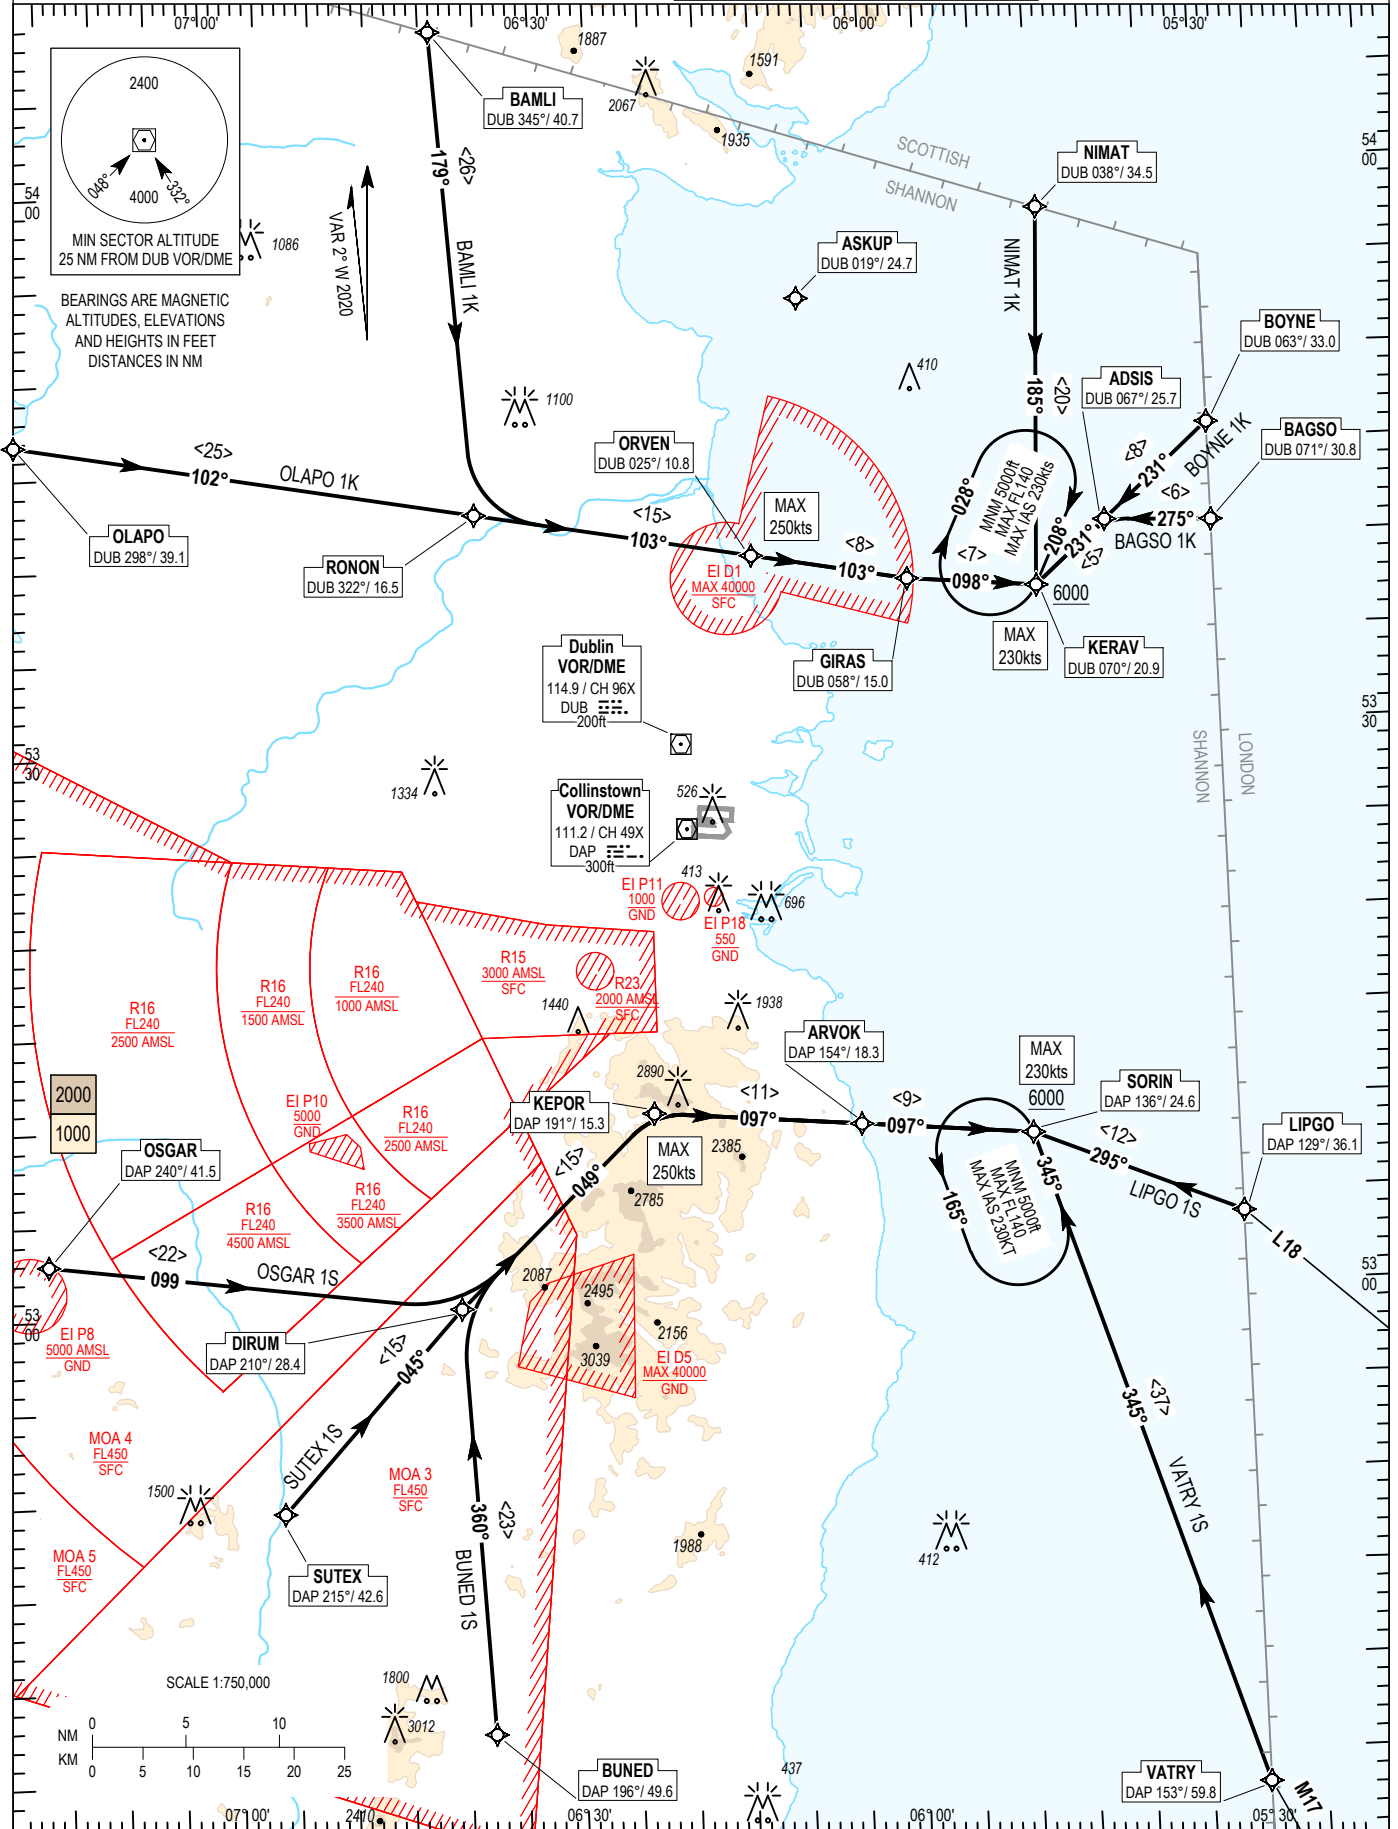 07° 00'
06° 30'
06° 00'
05° 30'
2400
048°
332°
4000
MIN SECTOR ALTITUDE
25 NM FROM DUB VOR/DME
BEARINGS ARE MAGNETIC
ALTITUDES, ELEVATIONS
AND HEIGHTS IN FEET
DISTANCES IN NM
VAR 2° W 2020
54
00
54
00
1086
BAMLI
DUB 345°/ 40.7
1887
2067
1591
1935
SCOTTISH
SHANNON
NIMAT
DUB 038°/ 34.5
179°
<26>
BAMLI 1K
ASKUP
DUB 019°/ 24.7
NIMAT 1K
185°
<20>
BOYNE
DUB 063°/ 33.0
ADSIS
DUB 067°/ 25.7
BAGSO
DUB 071°/ 30.8
410
1100
<25>
102°
OLAPO 1K
ORVEN
DUB 025°/ 10.8
MAX
250kts
028°
MNM 5000ft
MAX FL140
MAX IAS 230kts
208°
<8>
231°
BOYNE 1K
<6>
275°
BAGSO 1K
231°
<5>
OLAPO
DUB 298°/ 39.1
RONON
DUB 322°/ 16.5
<15>
103°
<8>
103°
<7>
098°
6000
EI D1
MAX 40000
SFC
MAX
230kts
KERAV
DUB 070°/ 20.9
GIRAS
DUB 058°/ 15.0
Dublin
VOR/DME
114.9 / CH 96X
DUB
200ft
53
30
53
30
SHANNON
LONDON
1334
Collinstown
VOR/DME
111.2 / CH 49X
DAP
300ft
526
413
696
EI P11
1000
GND
EI P18
550
GND
R16
FL240
2500 AMSL
R16
FL240
1500 AMSL
R16
FL240
1000 AMSL
R15
3000 AMSL
SFC
R23
2000 AMSL
SFC
1440
1938
ARVOK
DAP 154°/ 18.3
MAX
230kts
6000
SORIN
DAP 136°/ 24.6
2000
1000
EI P10
5000
GND
R16
FL240
2500 AMSL
KEPOR
DAP 191°/ 15.3
2890
<11>
097°
<9>
097°
MAX
250kts
2385
2785
<12>
295°
LIPGO 1S
LIPGO
DAP 129°/ 36.1
L18
OSGAR
DAP 240°/ 41.5
R16
FL240
4500 AMSL
R16
FL240
3500 AMSL
<15>
049°
165°
MNM 5000ft
MAX FL140
MAX IAS 230KT
345°
<22>
099
OSGAR 1S
2087
2495
2156
3039
53
00
53
00
EI P8
5000 AMSL
GND
DIRUM
DAP 210°/ 28.4
<15>
045°
SUTEX 1S
EI D5
MAX 40000
GND
345°
<37>
VATRY 1S
MOA 4
FL450
SFC
MOA 3
FL450
SFC
1500
360°
<23>
BUNED 1S
1988
412
MOA 5
FL450
SFC
SUTEX
DAP 215°/ 42.6
SCALE 1:750,000
NM
0 5 10
KM
0 5 10 15 20 25
1800
3012
BUNED
DAP 196°/ 49.6
437
VATRY
DAP 153°/ 59.8
M17
07° 00'
2410
06° 30'
06° 00'
05° 30'